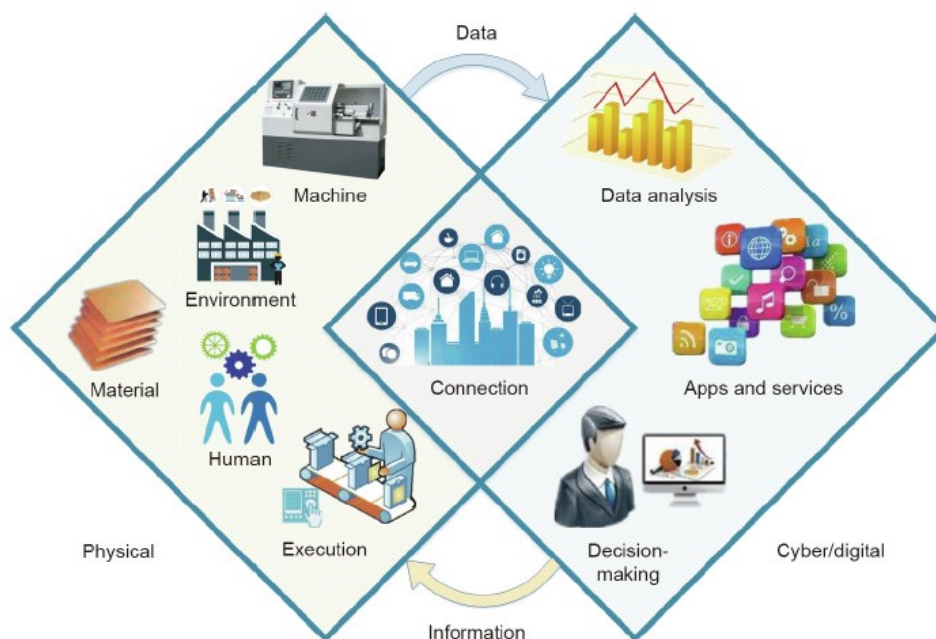 Data
Machine
Data analysis
Environment
Material
Connection
Apps and services
Human
Execution
Decision-
making
Physical
Cyber/digital
Information